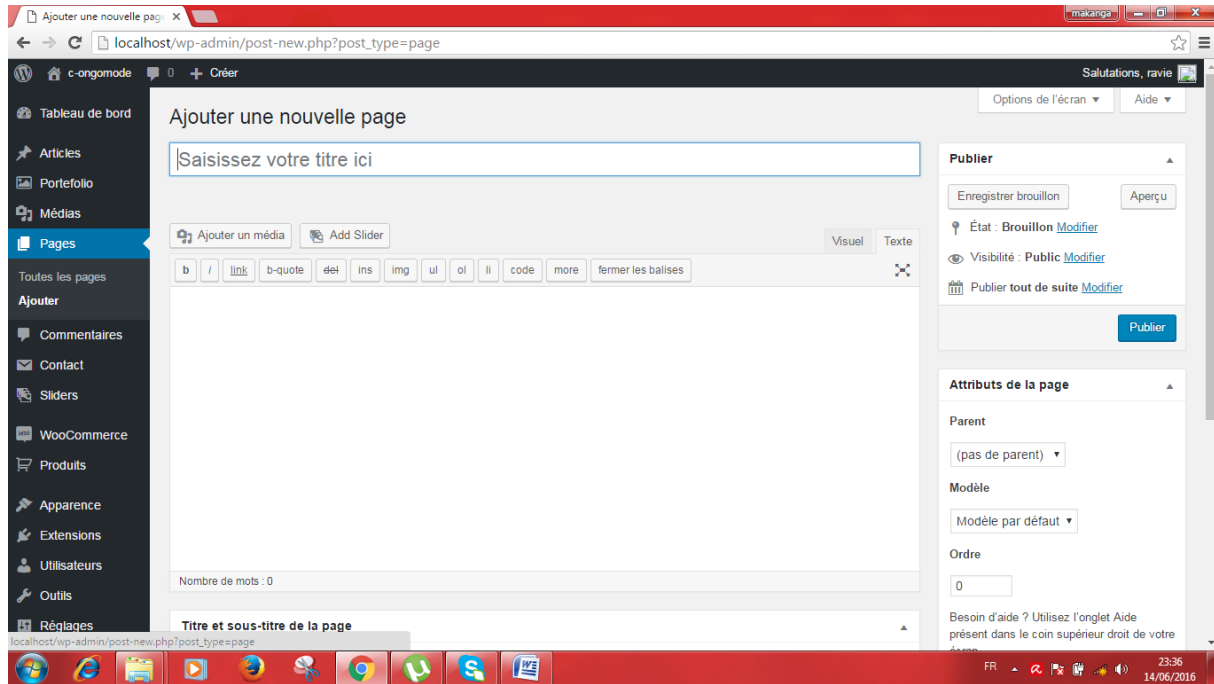 Ajouter une nouvelle page
makanga
localhost/wp-admin/post-new.php?post_type=page
c-ongomode 0 + Créer
Salutations, ravie
Options de l'écran ▼ Aide ▼
Tableau de bord
Articles
Portefolio
Médias
Pages
Toutes les pages
Ajouter
Commentaires
Contact
Sliders
WooCommerce
Produits
Apparence
Extensions
Utilisateurs
Outils
Réglages
localhost/wp-admin/post-new.php?post_type=page
Ajouter une nouvelle page
Saisissez votre titre ici
Ajouter un média Add Slider
Visuel Texte
b i link b-quote del ins img ul ol li code more fermer les balises
Nombre de mots : 0
Titre et sous-titre de la page
Publier
Enregistrer brouillon Aperçu
État : Brouillon Modifier
Visibilité : Public Modifier
Publier tout de suite Modifier
Publier
Attributs de la page
Parent
(pas de parent)
Modèle
Modèle par défaut
Ordre
0
Besoin d'aide ? Utilisez l'onglet Aide
présent dans le coin supérieur droit de votre
écran.
FR
23:36
14/06/2016